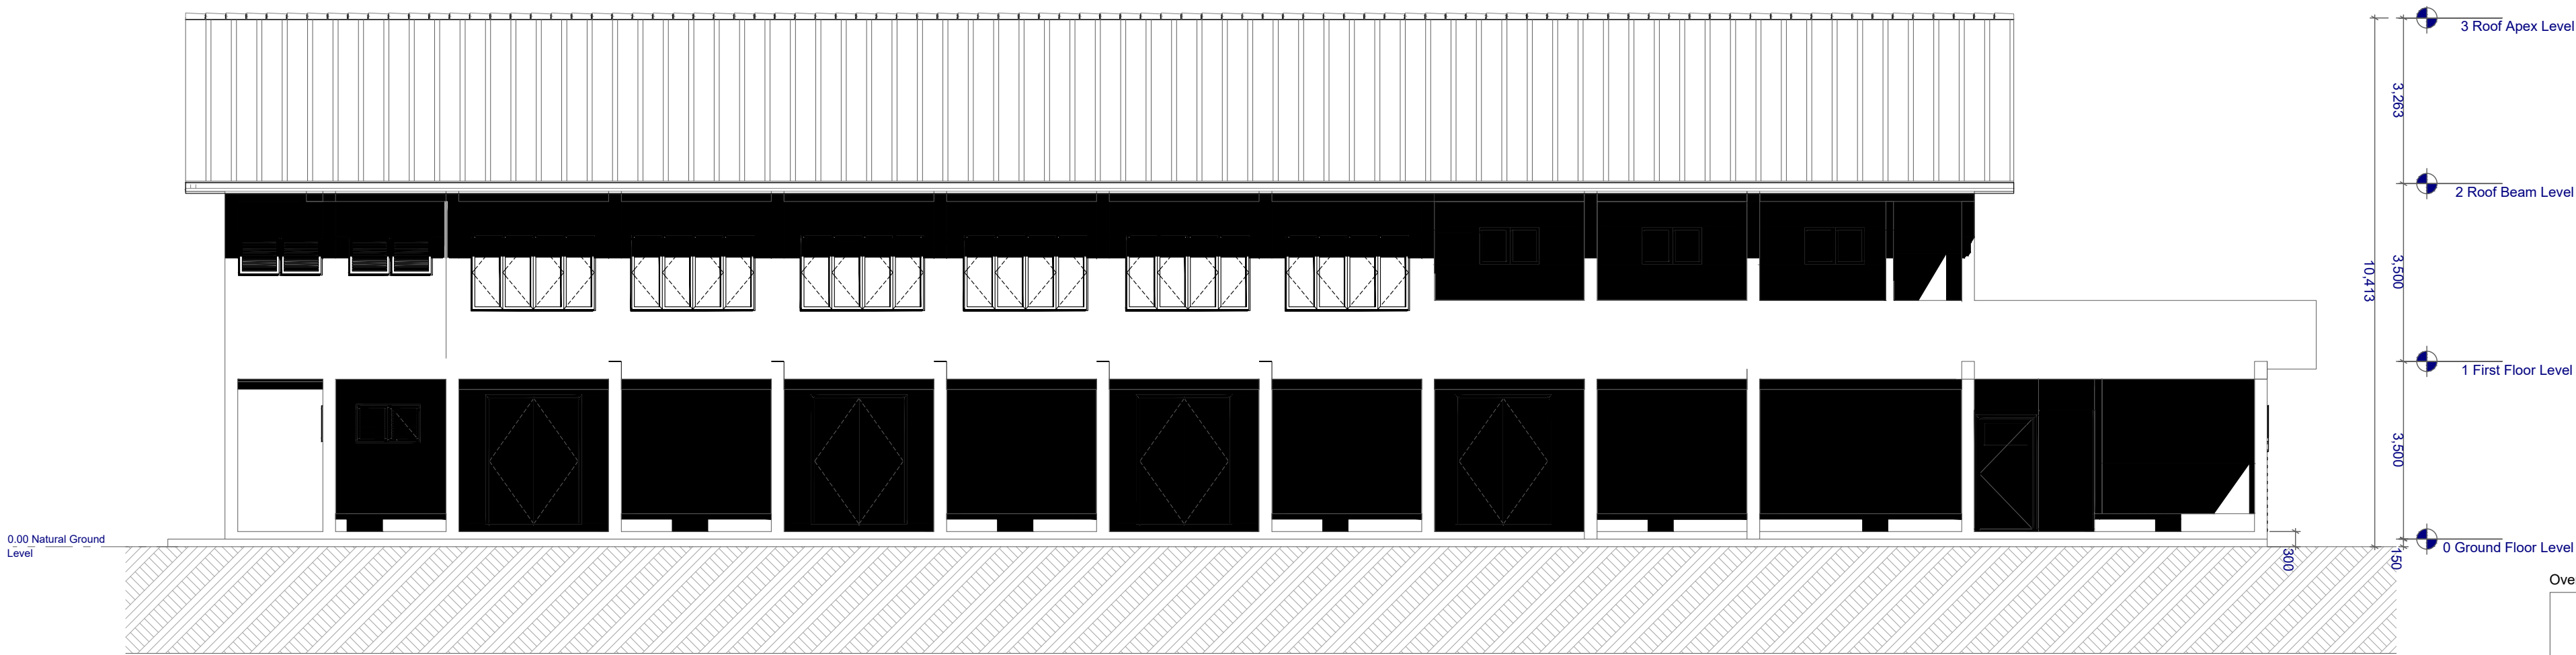 3 Roof Apex Level
3,263
2 Roof Beam Level
3,500
10,413
1 First Floor Level
3,500
0.00 Natural Ground
Level
0 Ground Floor Level
300
150
Ove